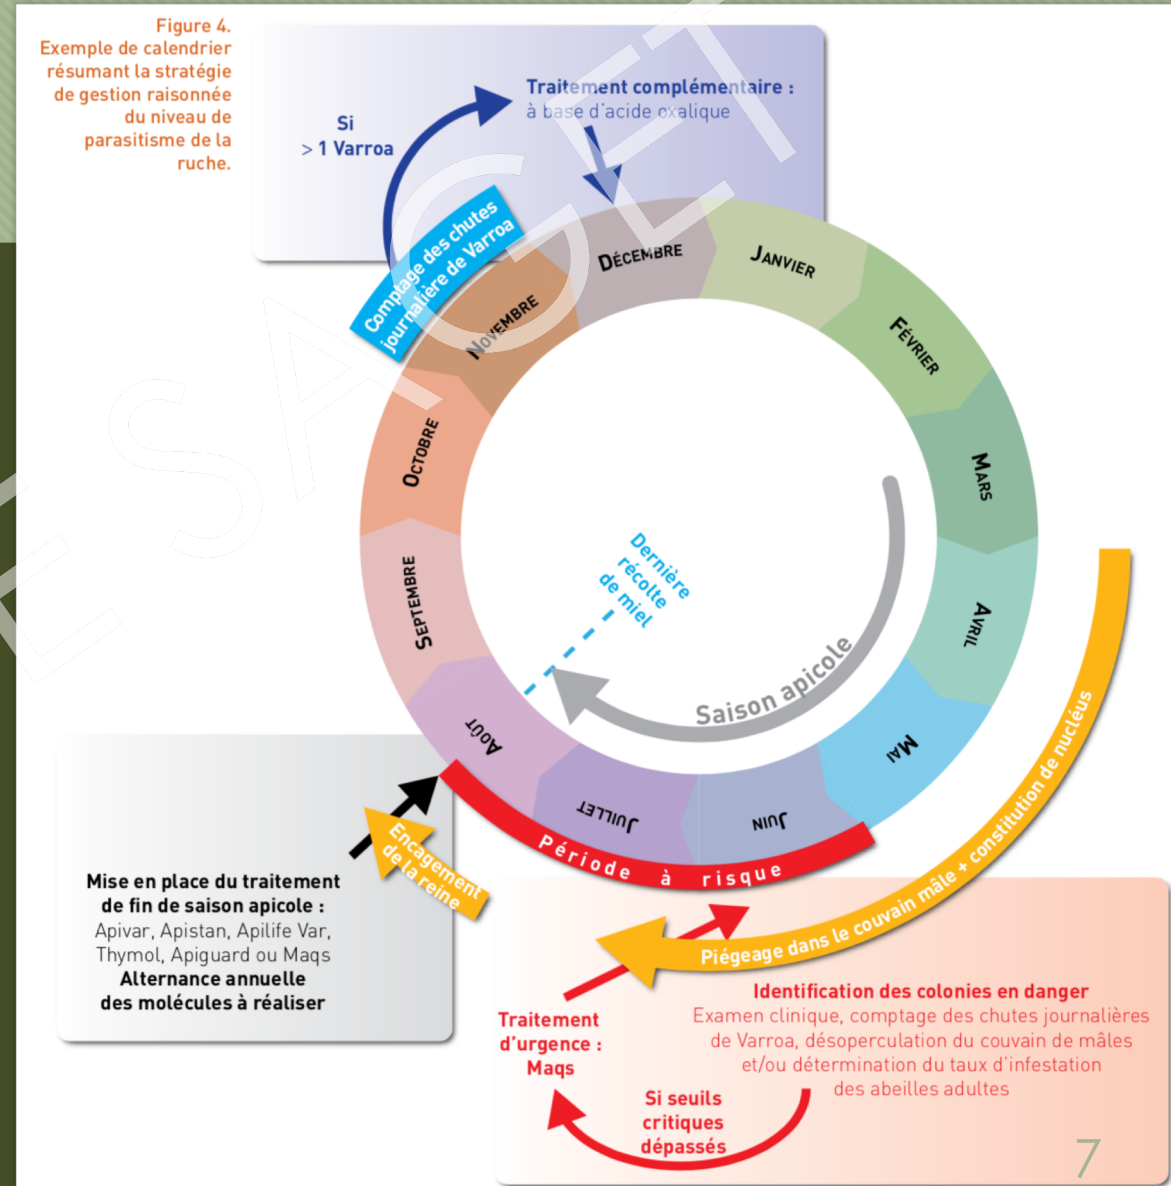 Figure 4.
Exemple de calendrier
résumant la stratégie
de gestion raisonnée
du niveau de
parasitisme de la
ruche.
Si
> 1 Varroa
Traitement complémentaire :
à base d'acide oxalique
Comptage des chutes
journalière de Varroa
DÉCEMBRE
JANVIER
FÉVRIER
MARS
AVRIL
MAI
JUIN
JUILLET
AOÛT
SEPTEMBRE
OCTOBRE
NOVEMBRE
Dernière
récolte
de miel
Saison apicole
Période à risque
Encagement
de la reine
Piégeage dans le couvain mâle + constitution de nucléus
Mise en place du traitement
de fin de saison apicole :
Apivar, Apistan, Apilife Var,
Thymol, Apiguard ou Maqs
Alternance annuelle
des molécules à réaliser
Traitement
d'urgence :
Maqs
Identification des colonies en danger
Examen clinique, comptage des chutes journalières
de Varroa, désoperculation du couvain de mâles
et/ou détermination du taux d'infestation
des abeilles adultes
Si seuils
critiques
dépassés
7
E SAGET